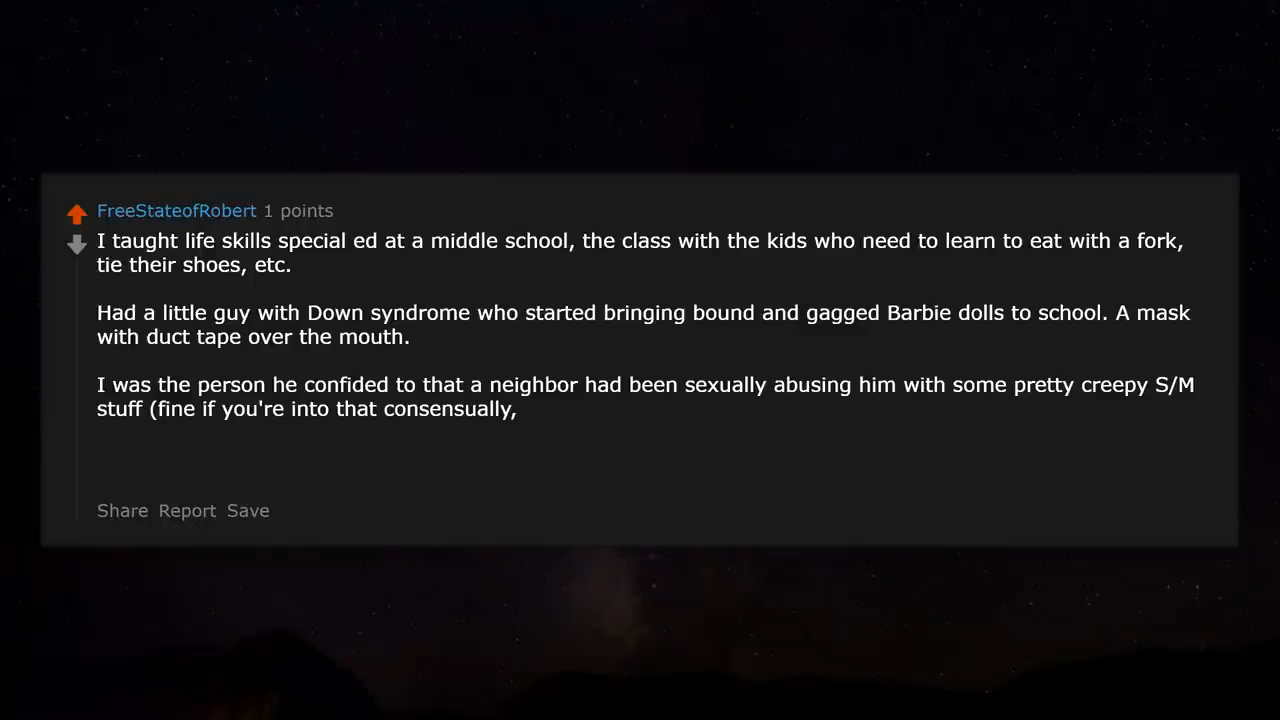 FreeStateofRobert 1 points
I taught life skills special ed at a middle school, the class with the kids who need to learn to eat with a fork,
tie their shoes, etc.
Had a little guy with Down syndrome who started bringing bound and gagged Barbie dolls to school. A mask
with duct tape over the mouth.
I was the person he confided to that a neighbor had been sexually abusing him with some pretty creepy S/M
stuff (fine if you're into that consensually,
Share Report Save